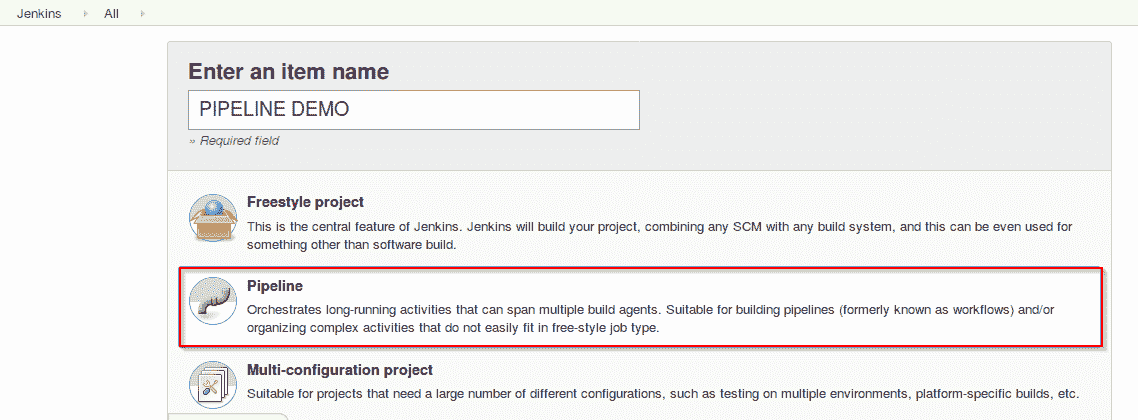 Jenkins All
Enter an item name
PIPELINE DEMO
» Required field
Freestyle project
This is the central feature of Jenkins. Jenkins will build your project, combining any SCM with any build system, and this can be even used for
something other than software build.
Pipeline
Orchestrates long-running activities that can span multiple build agents. Suitable for building pipelines (formerly known as workflows) and/or
organizing complex activities that do not easily fit in free-style job type.
Multi-configuration project
Suitable for projects that need a large number of different configurations, such as testing on multiple environments, platform-specific builds, etc.